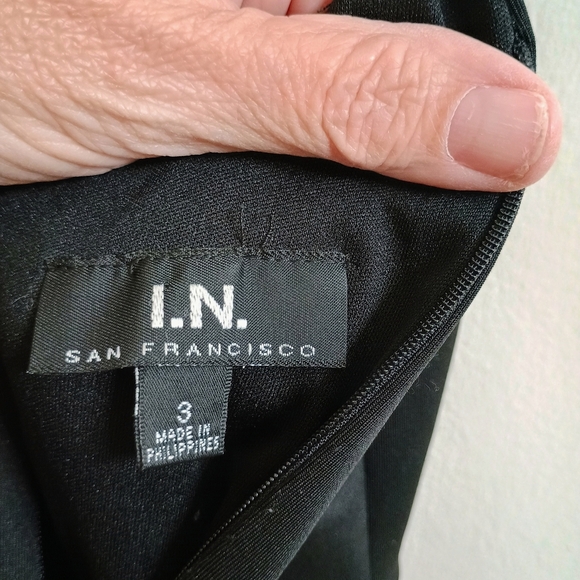 I.N.
SAN FRANCISCO
3
MADE IN
PHILIPPINES